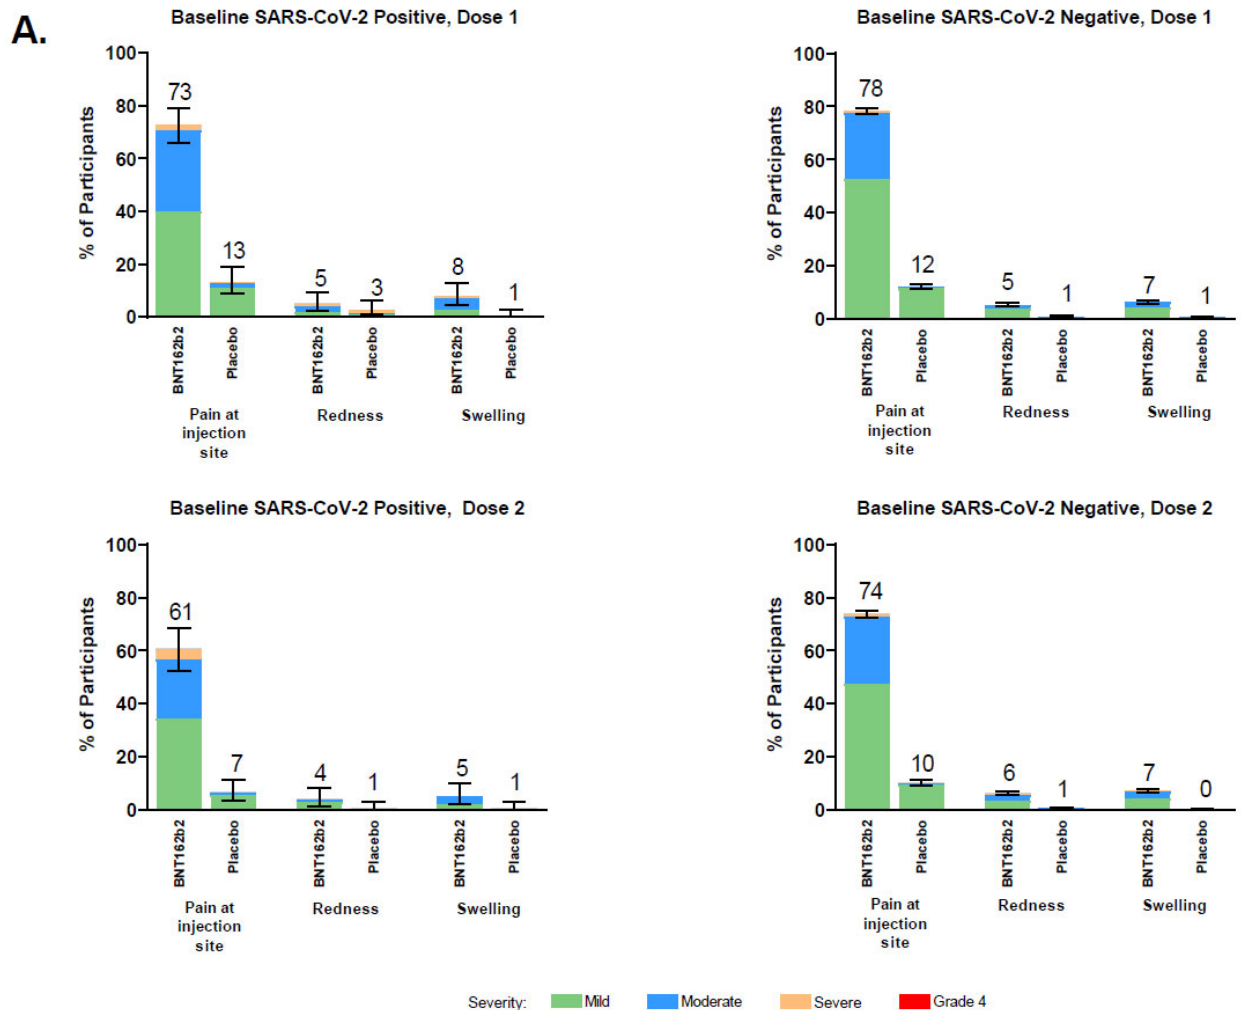 A.
Baseline SARS-CoV-2 Positive, Dose 1
% of Participants
100
80
60
40
20
0
73
13
5
3
8
1
BNT162b2
Placebo
BNT162b2
Placebo
BNT162b2
Placebo
Pain at
injection
site
Redness
Swelling
Baseline SARS-CoV-2 Negative, Dose 1
% of Participants
100
80
60
40
20
0
78
12
5
1
7
1
BNT162b2
Placebo
BNT162b2
Placebo
BNT162b2
Placebo
Pain at
injection
site
Redness
Swelling
Baseline SARS-CoV-2 Positive, Dose 2
% of Participants
100
80
60
40
20
0
61
7
4
1
5
1
BNT162b2
Placebo
BNT162b2
Placebo
BNT162b2
Placebo
Pain at
injection
site
Redness
Swelling
Baseline SARS-CoV-2 Negative, Dose 2
% of Participants
100
80
60
40
20
0
74
10
6
1
7
0
BNT162b2
Placebo
BNT162b2
Placebo
BNT162b2
Placebo
Pain at
injection
site
Redness
Swelling
Severity: Mild Moderate Severe Grade 4